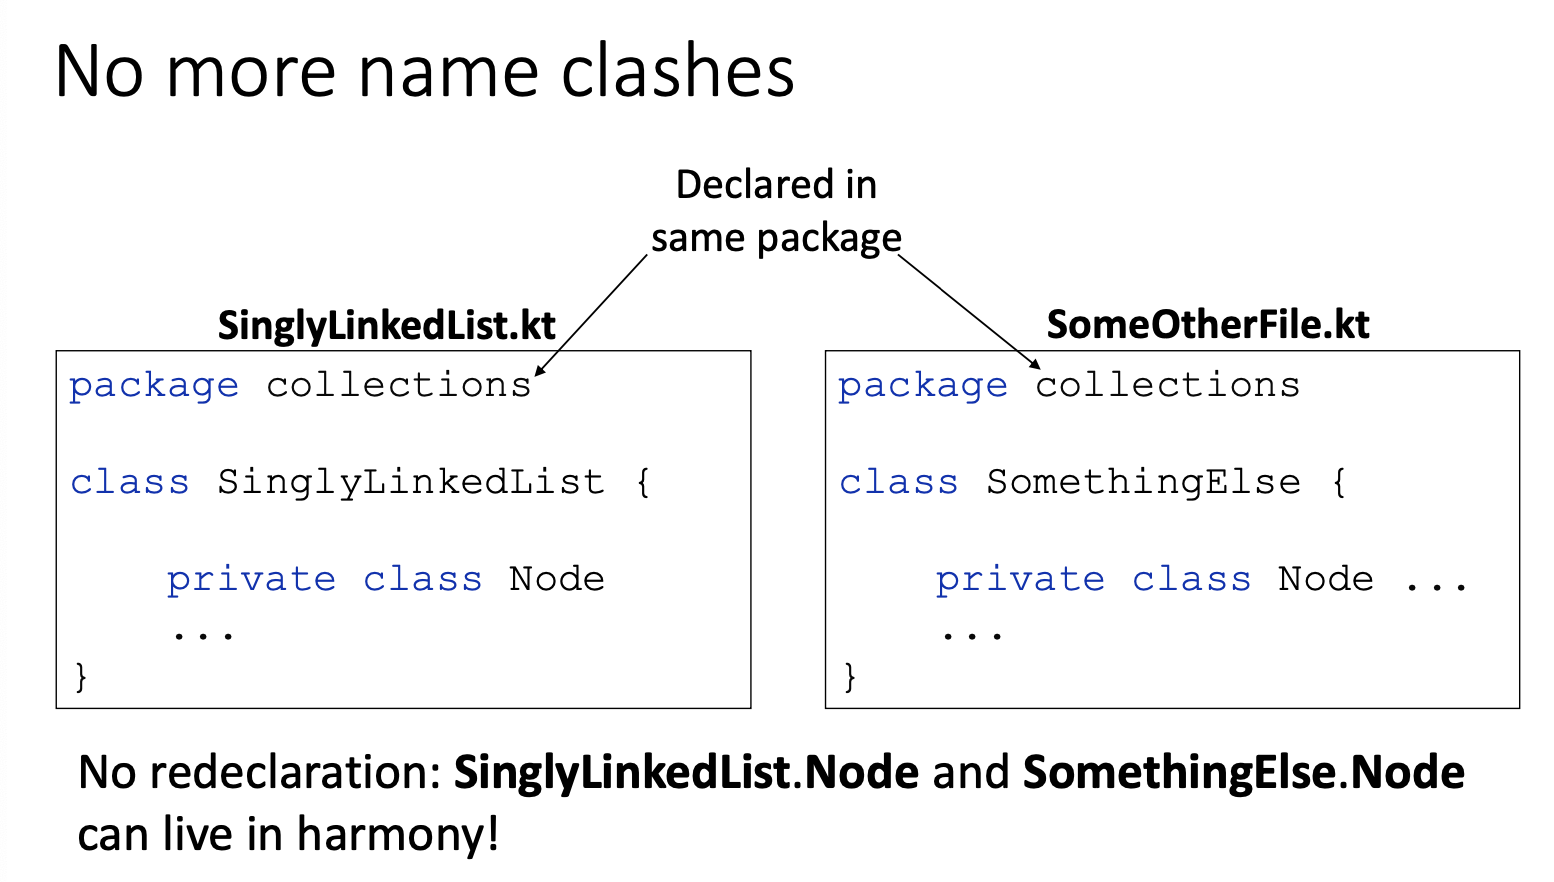 No more name clashes
Declared in
same package
SinglyLinkedList.kt
package collections
class SinglyLinkedList {
private class Node
...
}
SomeOtherFile.kt
package collections
class SomethingElse {
private class Node ...
...
}
No redeclaration: SinglyLinkedList.Node and SomethingElse.Node
can live in harmony!